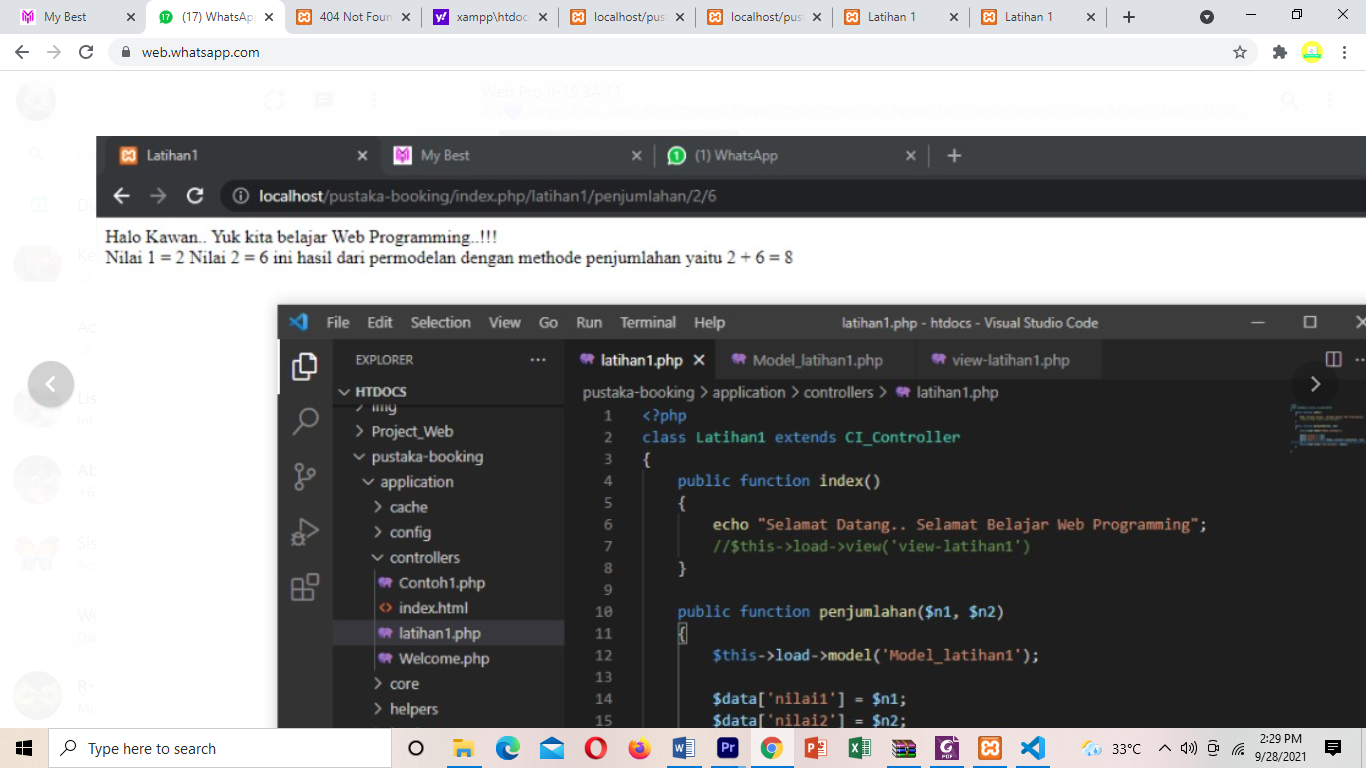 My Best
(17) WhatsApp
404 Not Foun
xampp\htdoc
localhost/pus
localhost/pus
Latihan 1
Latihan 1
web.whatsapp.com
Web Pro II-19.3A.11
Latihan1
My Best
(1) WhatsApp
localhost/pustaka-booking/index.php/latihan1/penjumlahan/2/6
Halo Kawan.. Yuk kita belajar Web Programming..!!!
Nilai 1 = 2 Nilai 2 = 6 ini hasil dari permodelan dengan methode penjumlahan yaitu 2 + 6 = 8
File Edit Selection View Go Run Terminal Help
latihan1.php - htdocs - Visual Studio Code
EXPLORER
HTDOCS
img
Project_Web
pustaka-booking
application
cache
config
controllers
Contoh1.php
index.html
latihan1.php
Welcome.php
core
helpers
latihan1.php
Model_latihan1.php
view-latihan1.php
pustaka-booking > application > controllers > latihan1.php
1 <?php
2 class Latihan1 extends CI_Controller
3 {
4 public function index()
5 {
6 echo "Selamat Datang.. Selamat Belajar Web Programming";
7 //$this->load->view('view-latihan1')
8 }
9
10 public function penjumlahan($n1, $n2)
11 {
12 $this->load->model('Model_latihan1');
13
14 $data['nilai1'] = $n1;
15 $data['nilai2'] = $n2;
Type here to search
33°C
2:29 PM
9/28/2021